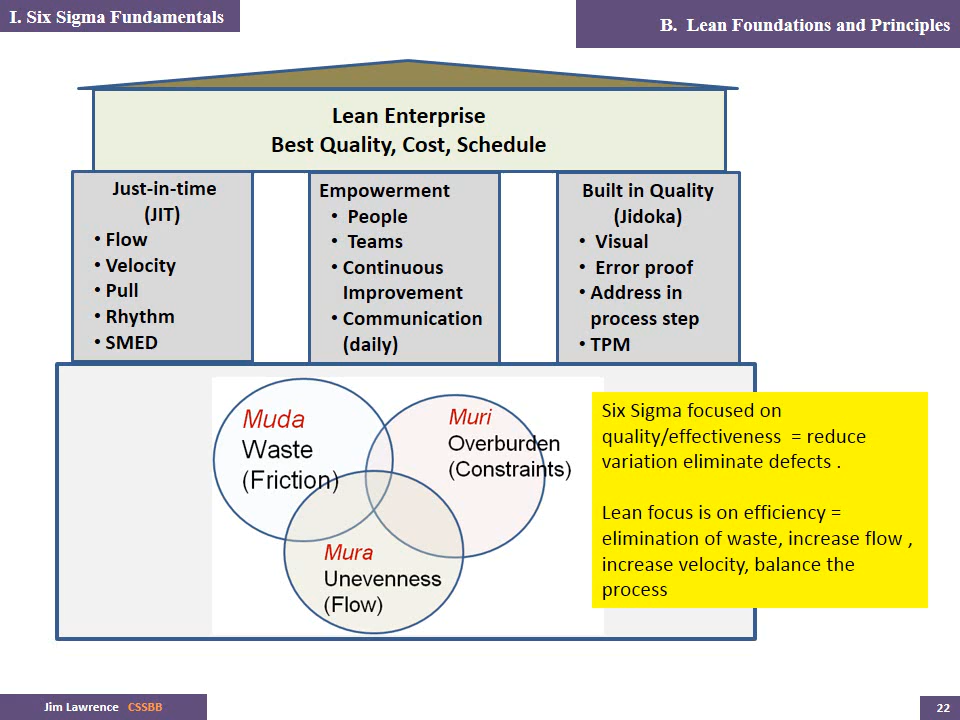 I. Six Sigma Fundamentals
B. Lean Foundations and Principles
Lean Enterprise
Best Quality, Cost, Schedule
Just-in-time
(JIT)
• Flow
• Velocity
• Pull
• Rhythm
• SMED
Empowerment
• People
• Teams
• Continuous
Improvement
• Communication
(daily)
Built in Quality
(Jidoka)
• Visual
• Error proof
• Address in
process step
• TPM
Muda
Waste
(Friction)
Muri
Overburden
(Constraints)
Mura
Unevenness
(Flow)
Six Sigma focused on
quality/effectiveness = reduce
variation eliminate defects .
Lean focus is on efficiency =
elimination of waste, increase flow ,
increase velocity, balance the
process
Jim Lawrence CSSBB
22